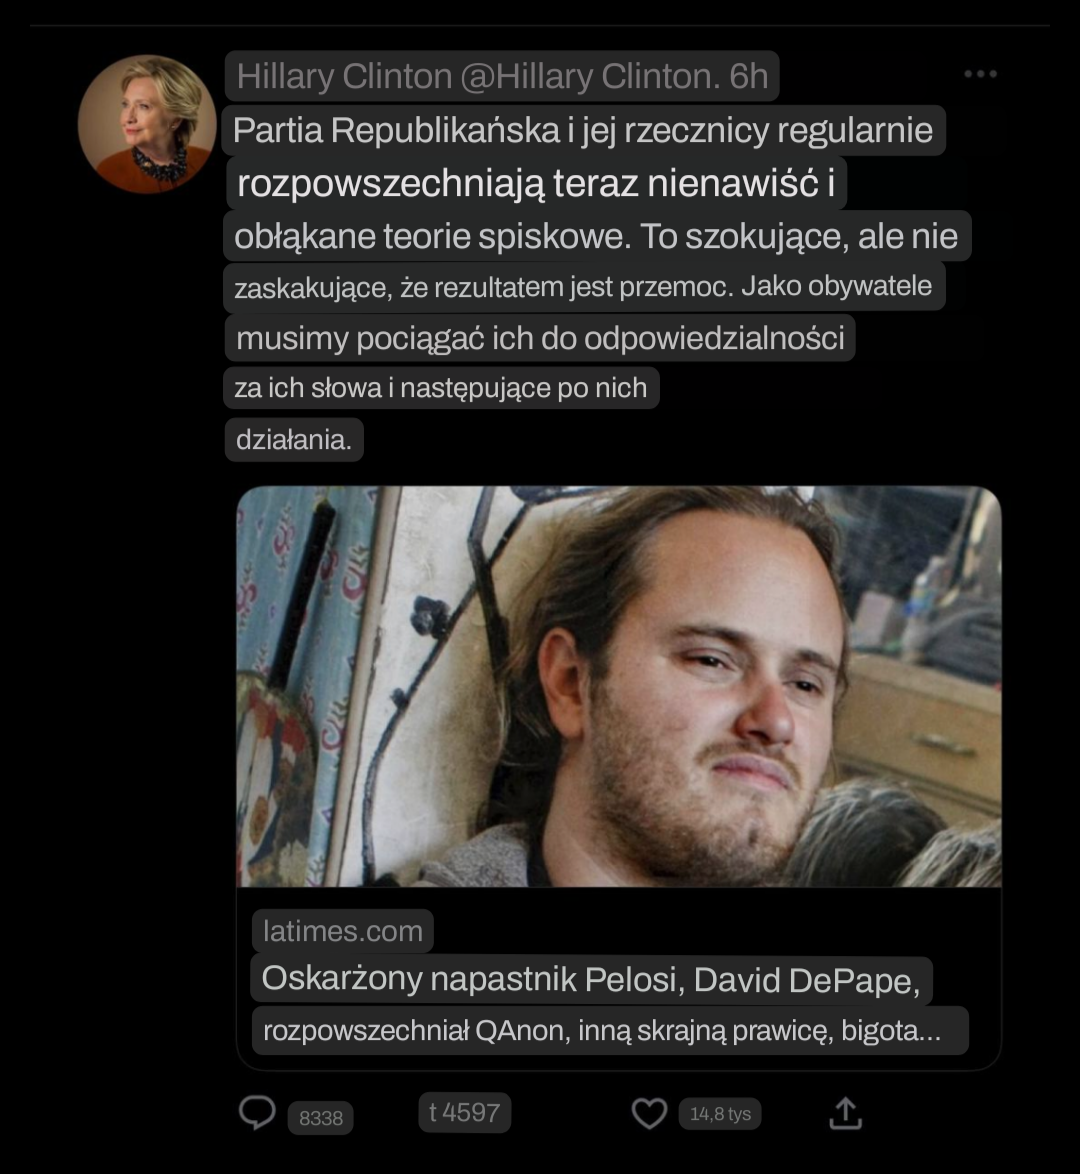 Hillary Clinton @Hillary Clinton. 6h
Partia Republikańska i jej rzecznicy regularnie
rozpowszechniają teraz nienawiść i
obłąkane teorie spiskowe. To szokujące, ale nie
zaskakujące, że rezultatem jest przemoc. Jako obywatele
musimy pociągać ich do odpowiedzialności
za ich słowa i następujące po nich
działania.
latimes.com
Oskarżony napastnik Pelosi, David DePape,
rozpowszechniał QAnon, inną skrajną prawicę, bigota...
8338 t 4597 14,8 tys